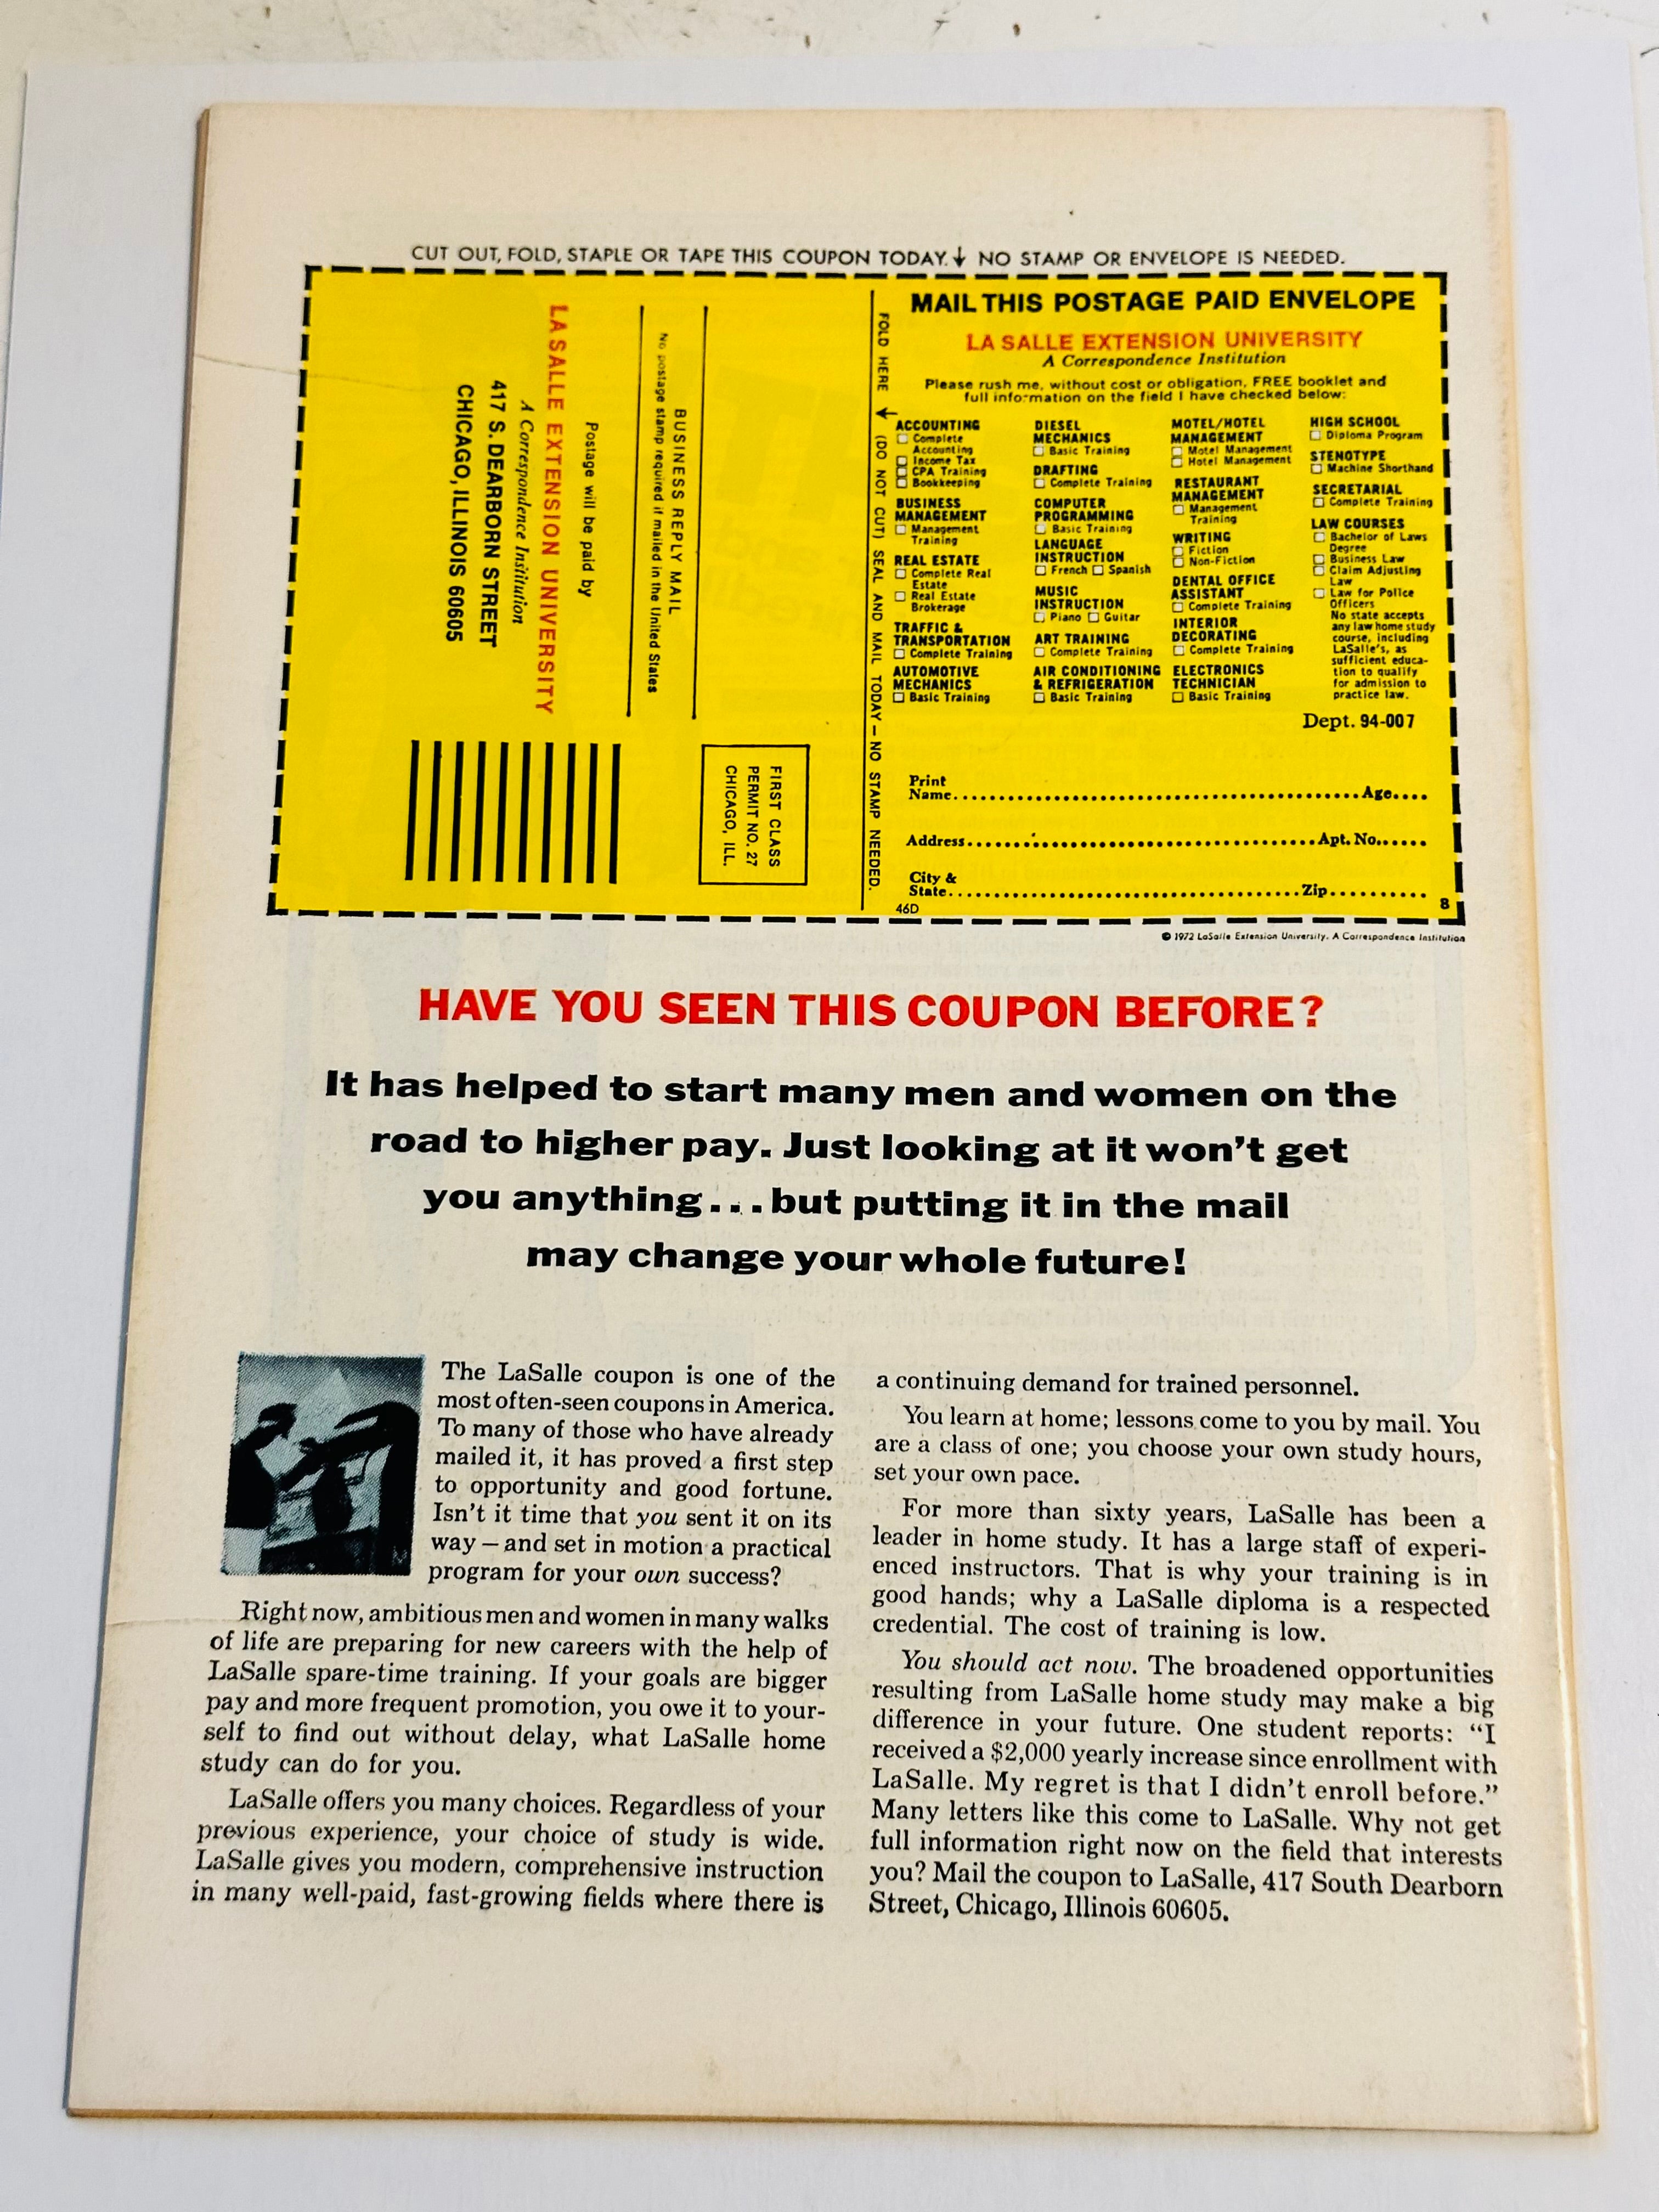 CUT OUT, FOLD, STAPLE OR TAPE THIS COUPON TODAY. ↓ NO STAMP OR ENVELOPE IS NEEDED.
FIRST CLASS
PERMIT NO. 27
CHICAGO, ILL.
BUSINESS REPLY MAIL
No postage stamp required if mailed in the United States
Postage will be paid by
LASALLE EXTENSION UNIVERSITY
A Correspondence Institution
417 S. DEARBORN STREET
CHICAGO, ILLINOIS 60605
FOLD HERE ↓ (DO NOT CUT) SEAL AND MAIL TODAY — NO STAMP NEEDED.
MAIL THIS POSTAGE PAID ENVELOPE
LA SALLE EXTENSION UNIVERSITY
A Correspondence Institution
Please rush me, without cost or obligation, FREE booklet and
full information on the field I have checked below:
ACCOUNTING
☐ Complete
Accounting
☐ Income Tax
☐ CPA Training
☐ Bookkeeping
BUSINESS
MANAGEMENT
☐ Management
Training
REAL ESTATE
☐ Complete Real
Estate
☐ Real Estate
Brokerage
TRAFFIC &
TRANSPORTATION
☐ Complete Training
AUTOMOTIVE
MECHANICS
☐ Basic Training
DIESEL
MECHANICS
☐ Basic Training
DRAFTING
☐ Complete Training
COMPUTER
PROGRAMMING
☐ Basic Training
LANGUAGE
INSTRUCTION
☐ French ☐ Spanish
MUSIC
INSTRUCTION
☐ Piano ☐ Guitar
ART TRAINING
☐ Complete Training
AIR CONDITIONING
& REFRIGERATION
☐ Basic Training
MOTEL/HOTEL
MANAGEMENT
☐ Motel Management
☐ Hotel Management
RESTAURANT
MANAGEMENT
☐ Management
Training
WRITING
☐ Fiction
☐ Non-Fiction
DENTAL OFFICE
ASSISTANT
☐ Complete Training
INTERIOR
DECORATING
☐ Complete Training
ELECTRONICS
TECHNICIAN
☐ Basic Training
HIGH SCHOOL
☐ Diploma Program
STENOTYPE
☐ Machine Shorthand
SECRETARIAL
☐ Complete Training
LAW COURSES
☐ Bachelor of Laws
Degree
☐ Business Law
☐ Claim Adjusting
Law
☐ Law for Police
Officers
No state accepts
any law home study
course, including
LaSalle's, as
sufficient educa-
tion to qualify
for admission to
practice law.
Dept. 94-007
Print
Name........................Age....
Address........................Apt. No......
City &
State........................Zip..........
46D 8
© 1972 LaSalle Extension University. A Correspondence Institution
HAVE YOU SEEN THIS COUPON BEFORE?
It has helped to start many men and women on the
road to higher pay. Just looking at it won't get
you anything...but putting it in the mail
may change your whole future!
The LaSalle coupon is one of the
most often-seen coupons in America.
To many of those who have already
mailed it, it has proved a first step
to opportunity and good fortune.
Isn't it time that you sent it on its
way — and set in motion a practical
program for your own success?
Right now, ambitious men and women in many walks
of life are preparing for new careers with the help of
LaSalle spare-time training. If your goals are bigger
pay and more frequent promotion, you owe it to your-
self to find out without delay, what LaSalle home
study can do for you.
LaSalle offers you many choices. Regardless of your
previous experience, your choice of study is wide.
LaSalle gives you modern, comprehensive instruction
in many well-paid, fast-growing fields where there is
a continuing demand for trained personnel.
You learn at home; lessons come to you by mail. You
are a class of one; you choose your own study hours,
set your own pace.
For more than sixty years, LaSalle has been a
leader in home study. It has a large staff of experi-
enced instructors. That is why your training is in
good hands; why a LaSalle diploma is a respected
credential. The cost of training is low.
You should act now. The broadened opportunities
resulting from LaSalle home study may make a big
difference in your future. One student reports: “I
received a $2,000 yearly increase since enrollment with
LaSalle. My regret is that I didn't enroll before.”
Many letters like this come to LaSalle. Why not get
full information right now on the field that interests
you? Mail the coupon to LaSalle, 417 South Dearborn
Street, Chicago, Illinois 60605.